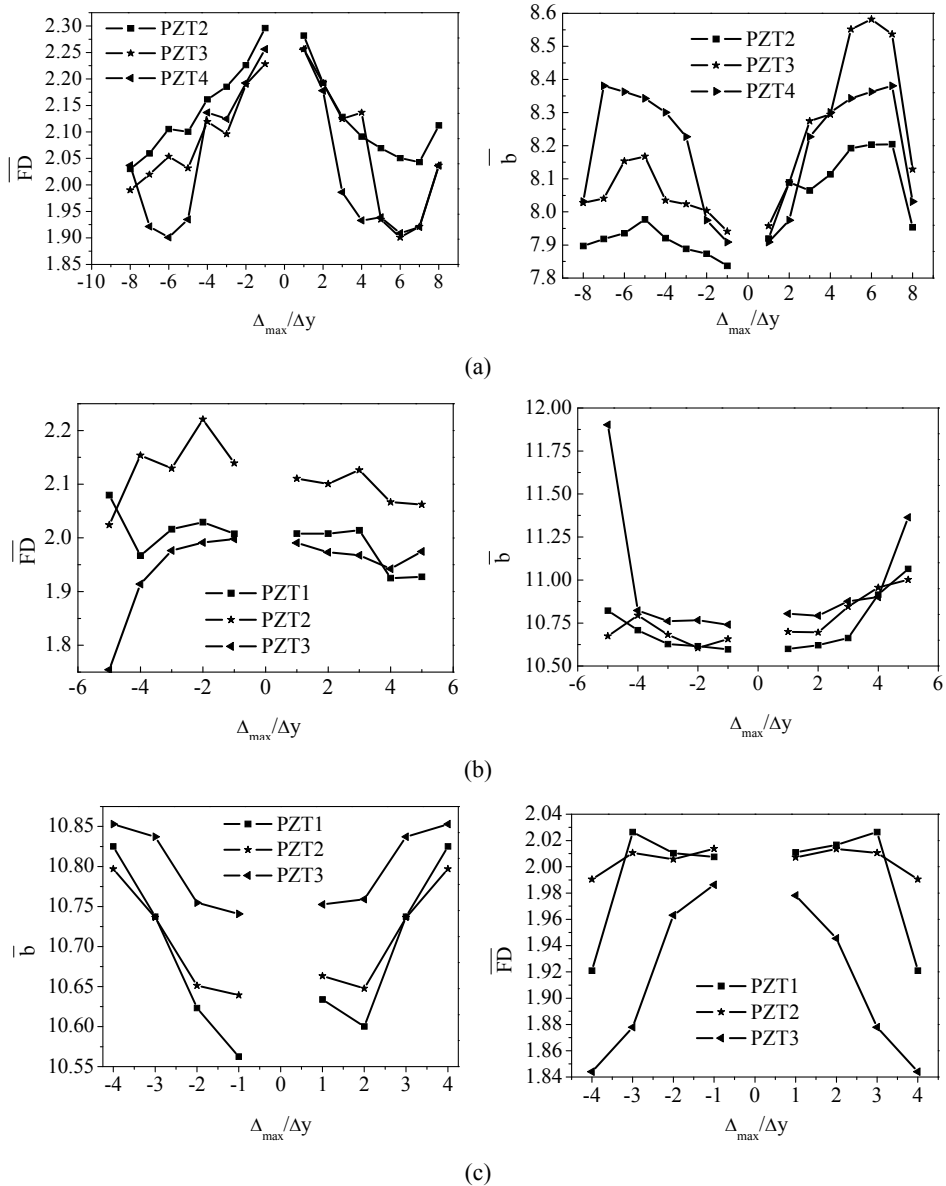 2.30
2.25
2.20
2.15
2.10
2.05
2.00
1.95
1.90
1.85
FD
PZT2
PZT3
PZT4
-10 -8 -6 -4 -2 0 2 4 6 8
Δmax/Δy
8.6
8.4
8.3
8.2
8.1
8.0
7.9
7.8
b
PZT2
PZT3
PZT4
-8 -6 -4 -2 0 2 4 6 8
Δmax/Δy
(a)
2.2
2.1
2.0
1.9
1.8
FD
PZT1
PZT2
PZT3
-6 -4 -2 0 2 4 6
Δmax/Δy
12.00
11.75
11.50
11.25
11.00
10.75
10.50
b
PZT1
PZT2
PZT3
-6 -4 -2 0 2 4 6
Δmax/Δy
(b)
10.85
10.80
10.75
10.70
10.65
10.60
10.55
b
PZT1
PZT2
PZT3
-4 -3 -2 -1 0 1 2 3 4
Δmax/Δy
2.04
2.02
2.00
1.98
1.96
1.94
1.92
1.90
1.88
1.86
1.84
FD
PZT1
PZT2
PZT3
-4 -3 -2 -1 0 1 2 3 4
Δmax/Δy
(c)